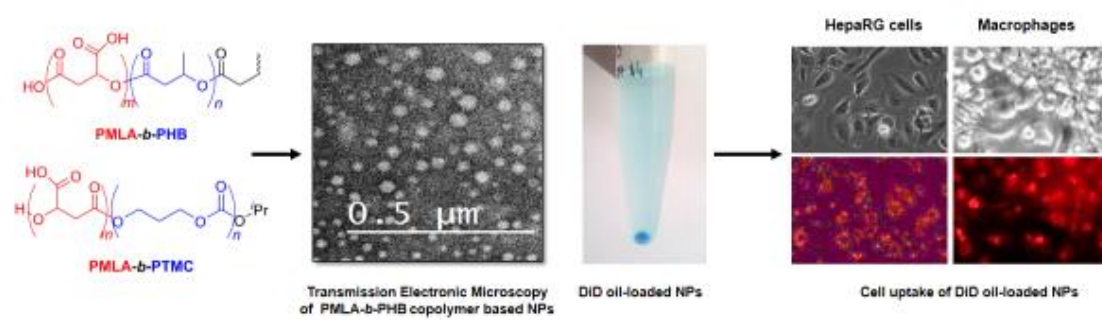 HepaRG cells
Macrophages
O
OH
O
HO
O
m
O
O
n
O
PMLA-b-PHB
HO
O
O
H
O
m
O
O
O
O
iPr
n
PMLA-b-PTMC
0.5 µm
Transmission Electronic Microscopy
of PMLA-b-PHB copolymer based NPs
DiD oil-loaded NPs
Cell uptake of DiD oil-loaded NPs